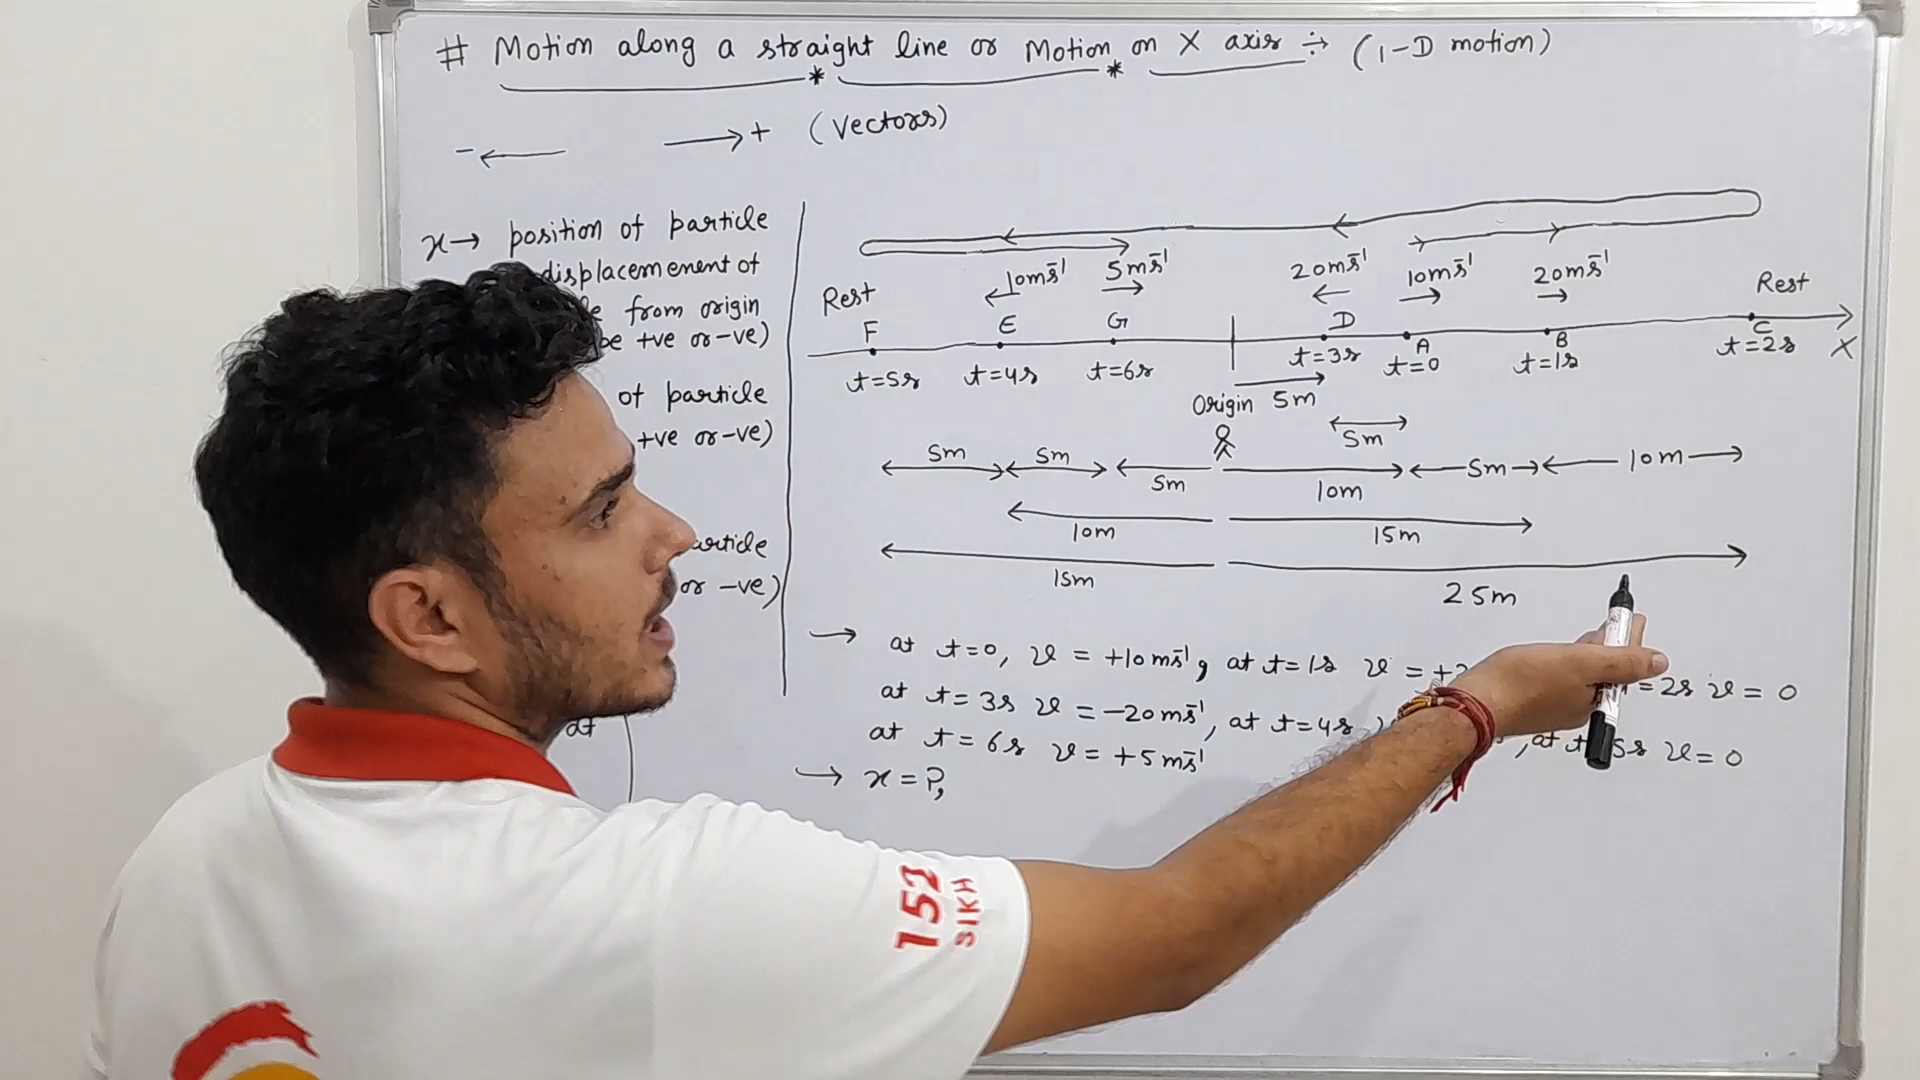 # Motion along a straight line or Motion on X axis ÷ (1-D motion)
- ← → + (Vectors)
x → position of particle
displacemenent of
from origin
be +ve or -ve)
of particle
+ve or -ve)
article
or -ve)
dt
10ms⁻¹ 5ms⁻¹ 20ms⁻¹ 10ms⁻¹ 20ms⁻¹
Rest ← → ← → → Rest
F E G D A B C
t=5s t=4s t=6s t=3s t=0 t=1s t=2s X
Origin 5m
5m
5m 5m 5m 10m 5m 10m
10m 15m
15m 25m
→ at t=0, v = +10ms⁻¹, at t=1s v = + =2s v = 0
at t=3s v = -20ms⁻¹, at t=4s , at t 5s v = 0
at t = 6s v = +5ms⁻¹
→ x = ?,
152
SIKH